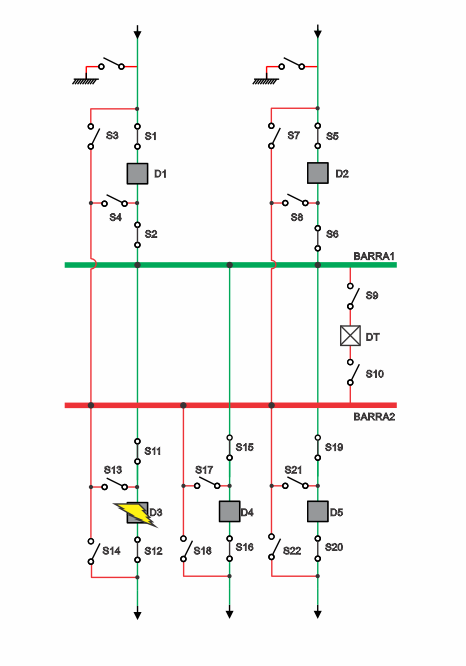 S3 S1 S7 S5
D1 D2
S4 S8
S2 S6
BARRA1
S9
DT
S10
BARRA2
S11 S15 S19
S13 S17 S21
D3 D4 D5
S14 S12 S18 S16 S22 S20